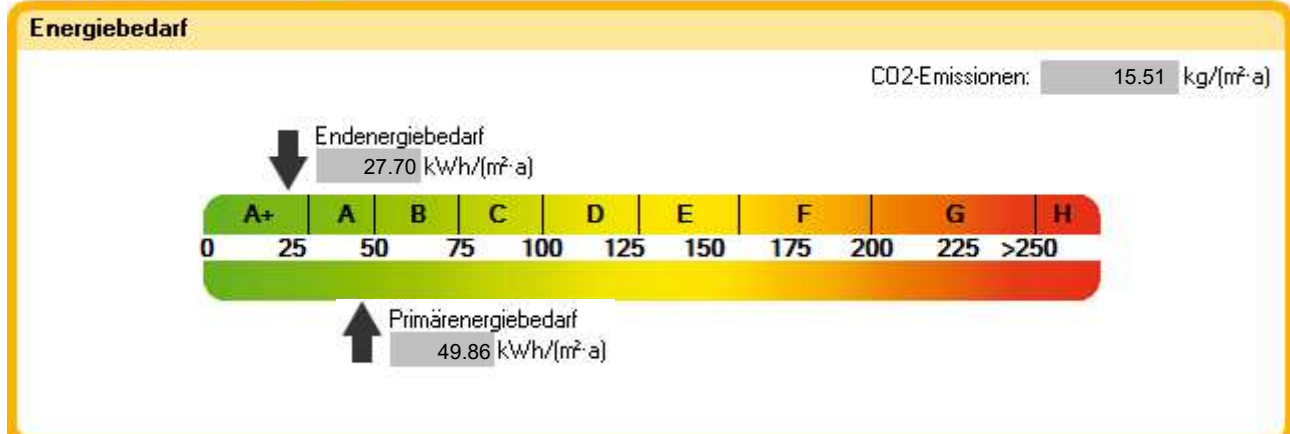 Energiebedarf
CO2-Emissionen: 15.51 kg/(m²·a)
Endenergiebedarf
27.70 kWh/(m²·a)
A+ A B C D E F G H
0 25 50 75 100 125 150 175 200 225 >250
Primärenergiebedarf
49.86 kWh/(m²·a)